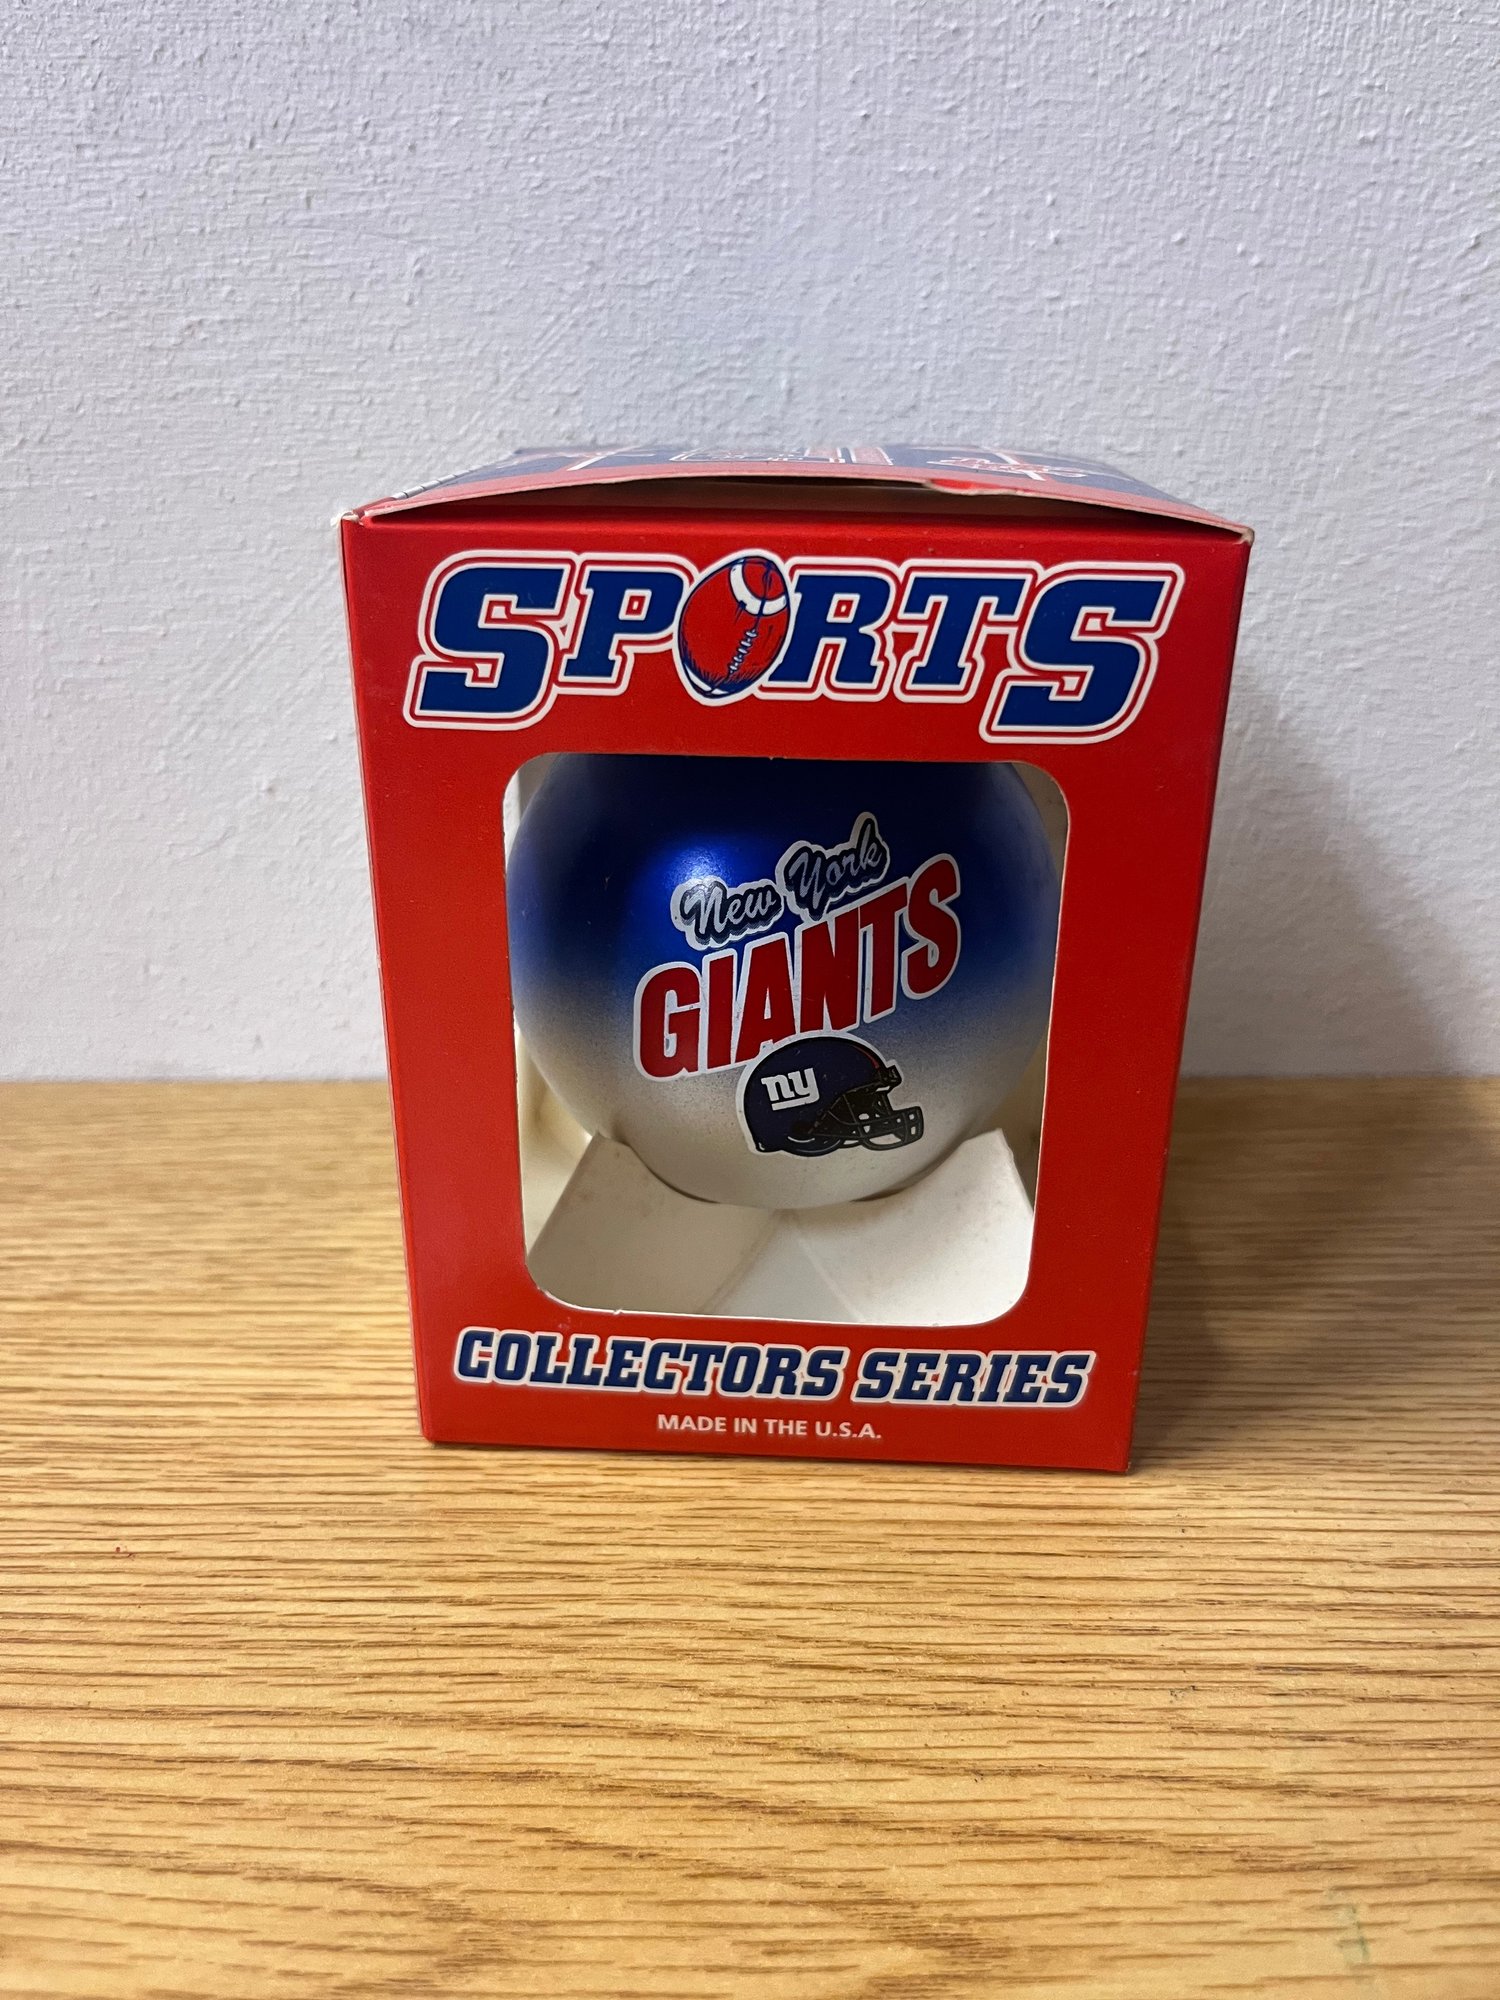 SPORTS
New York
GIANTS
ny
COLLECTORS SERIES
MADE IN THE U.S.A.